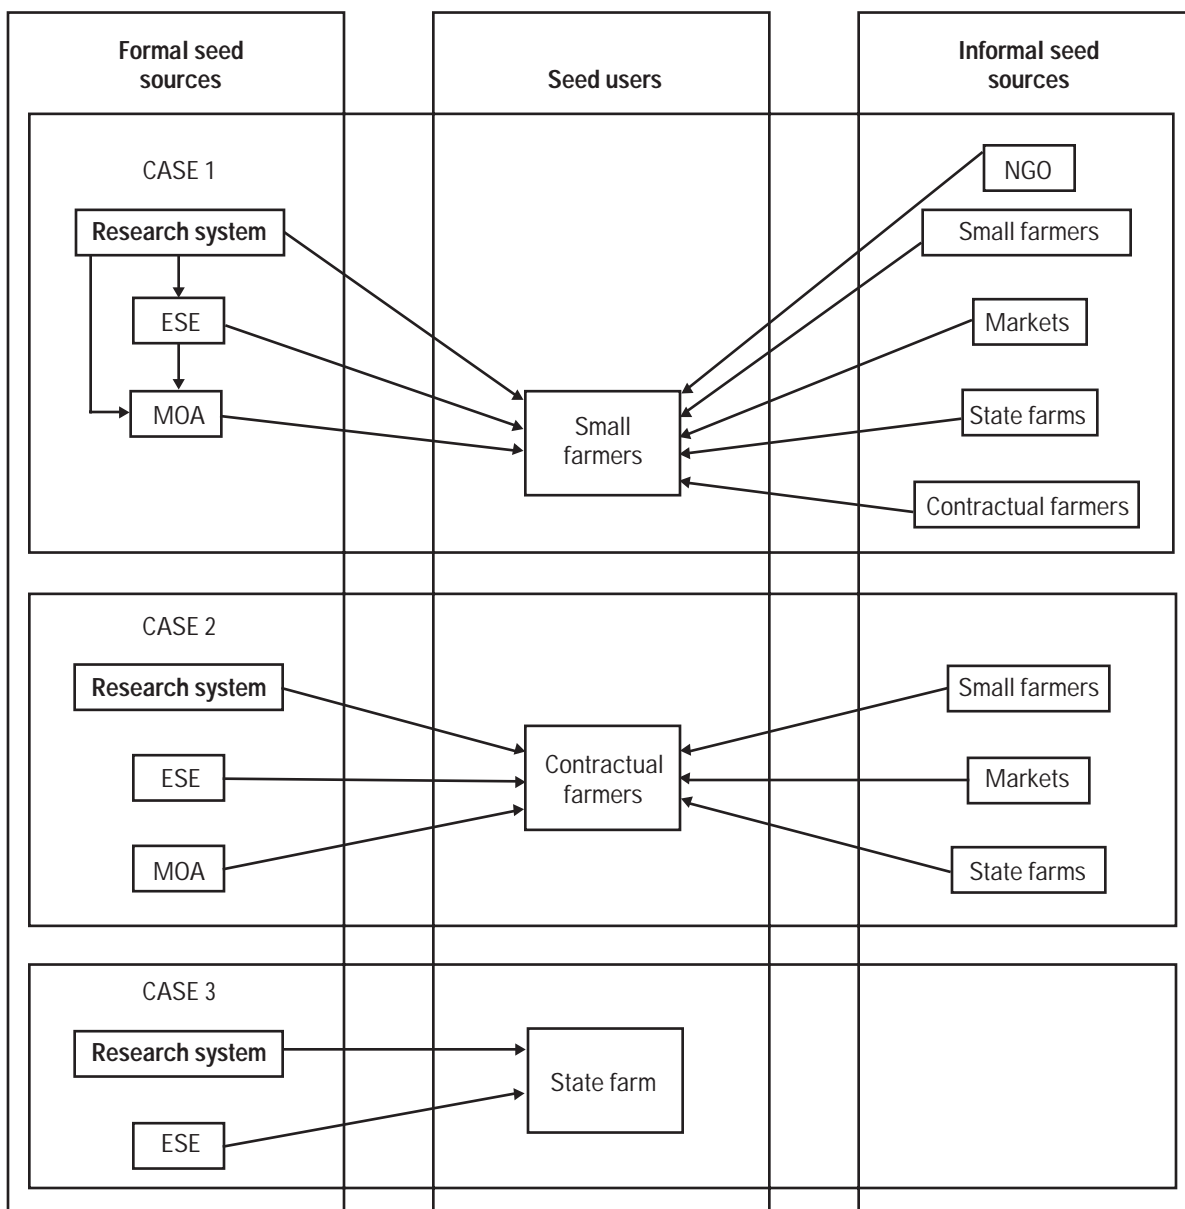 Formal seed
sources
Seed users
Informal seed
sources
CASE 1
Research system
ESE
MOA
Small
farmers
NGO
Small farmers
Markets
State farms
Contractual farmers
CASE 2
Research system
ESE
MOA
Contractual
farmers
Small farmers
Markets
State farms
CASE 3
Research system
ESE
State farm